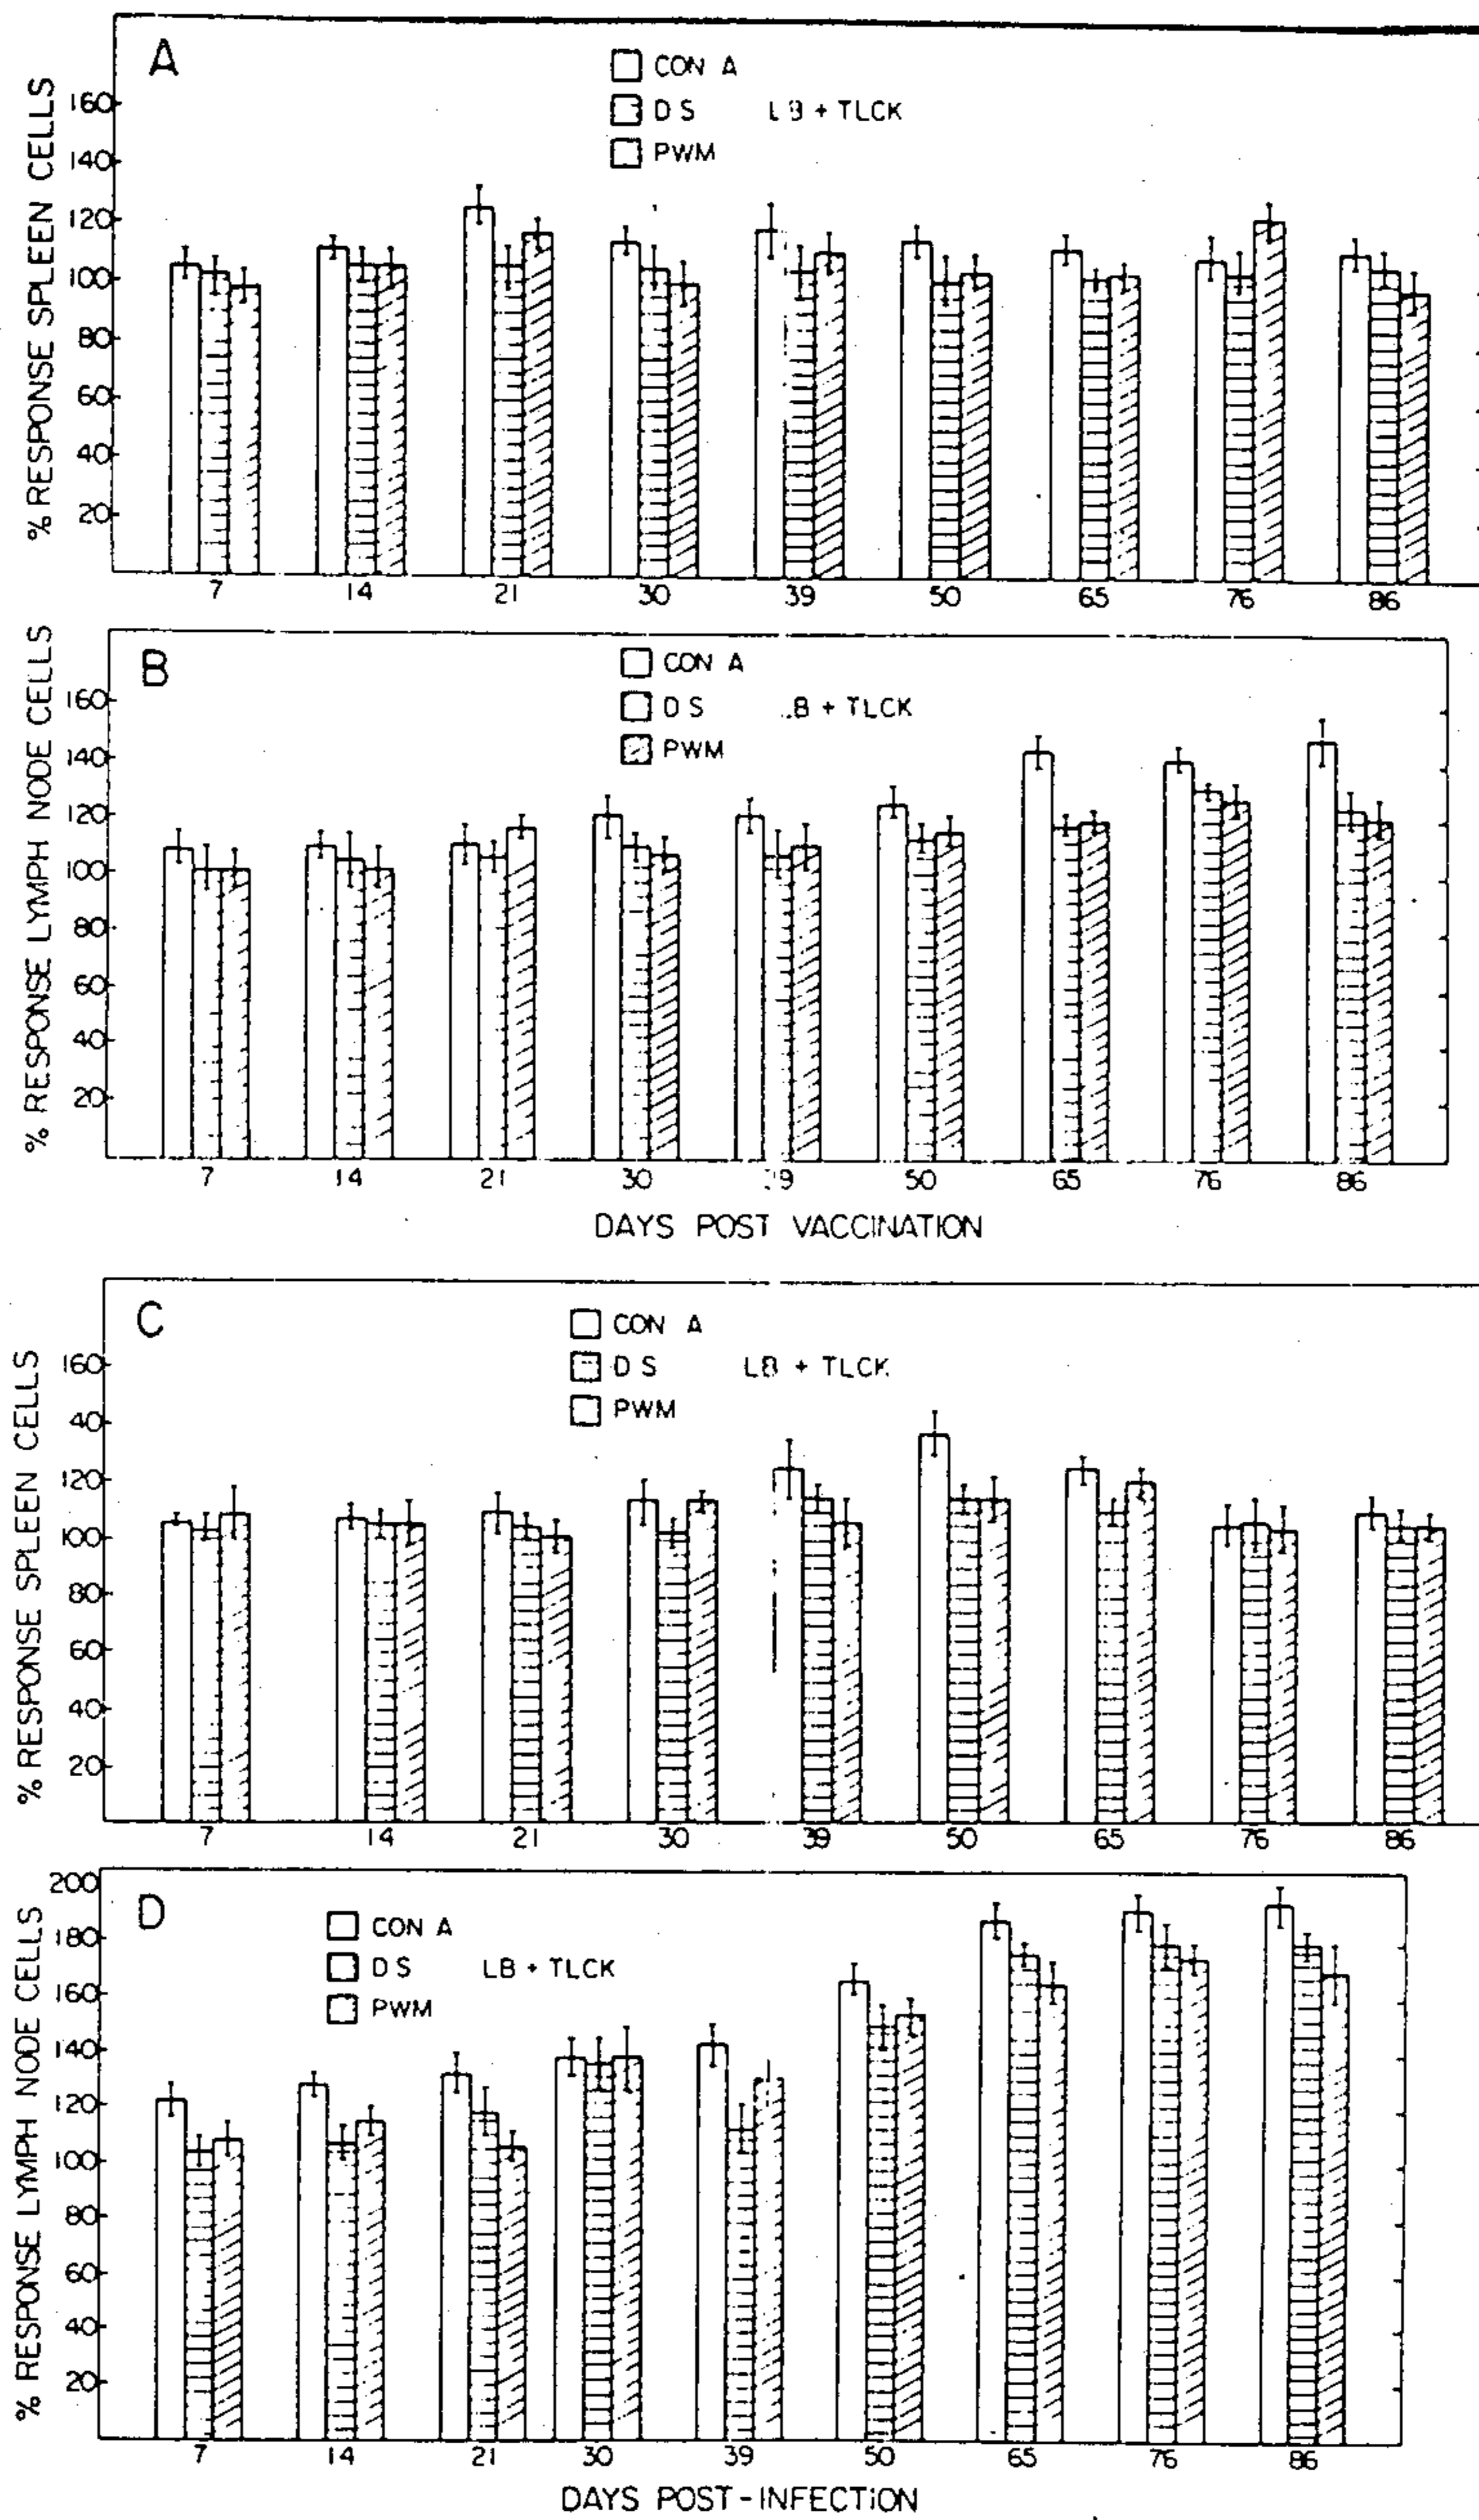 A
CON A
DS LB + TLCK
PWM
% RESPONSE SPLEEN CELLS
160
140
120
100
80
60
40
20
7 14 21 30 39 50 65 76 86
B
CON A
DS .B + TLCK
PWM
% RESPONSE LYMPH NODE CELLS
160
140
120
100
80
60
40
20
7 14 21 30 39 50 65 76 86
DAYS POST VACCINATION
C
CON A
DS LB + TLCK
PWM
% RESPONSE SPLEEN CELLS
160
40
120
100
80
60
40
20
7 14 21 30 39 50 65 76 86
D
CON A
DS LB + TLCK
PWM
% RESPONSE LYMPH NODE CELLS
200
180
160
140
120
100
80
60
40
20
7 14 21 30 39 50 65 76 86
DAYS POST-INFECTION